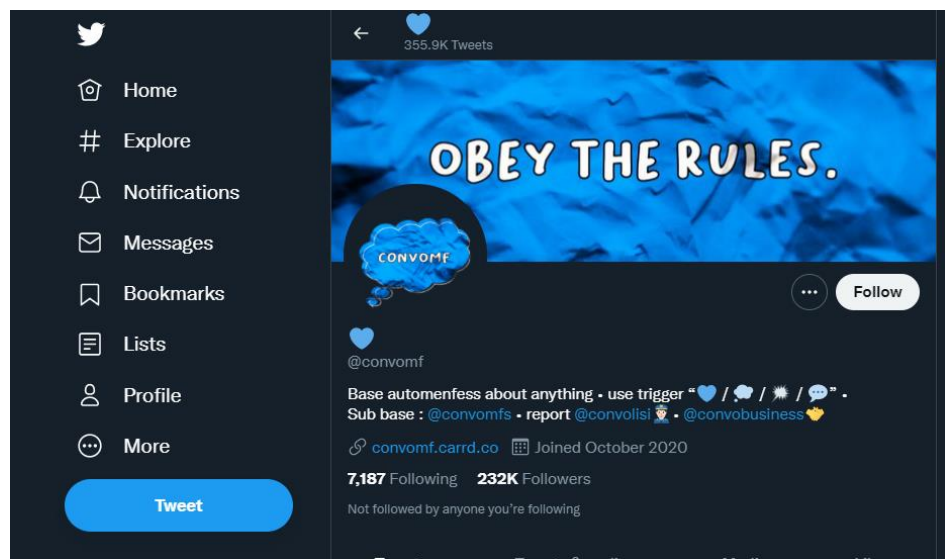 355.9K Tweets
Home
Explore
Notifications
Messages
Bookmarks
Lists
Profile
More
Tweet
OBEY THE RULES.
CONVOMF
Follow
💙
@convomf
Base automenfess about anything • use trigger “💙 / 💭 / 🗯 / 💬” •
Sub base : @convomfs • report @convolisi👮 • @convobusiness🤝
convomf.carrd.co Joined October 2020
7,187 Following 232K Followers
Not followed by anyone you’re following